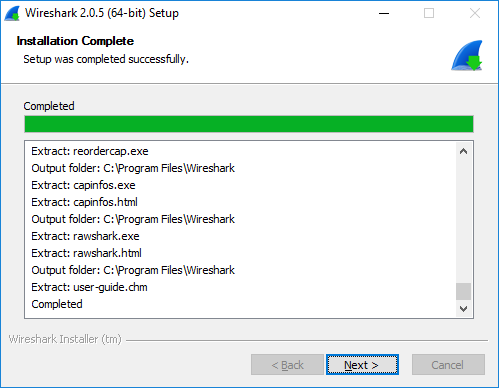 Wireshark 2.0.5 (64-bit) Setup
Installation Complete
Setup was completed successfully.
Completed
Extract: reordercap.exe
Output folder: C:\Program Files\Wireshark
Extract: capinfos.exe
Extract: capinfos.html
Output folder: C:\Program Files\Wireshark
Extract: rawshark.exe
Extract: rawshark.html
Output folder: C:\Program Files\Wireshark
Extract: user-guide.chm
Completed
Wireshark Installer (tm)
< Back Next > Cancel